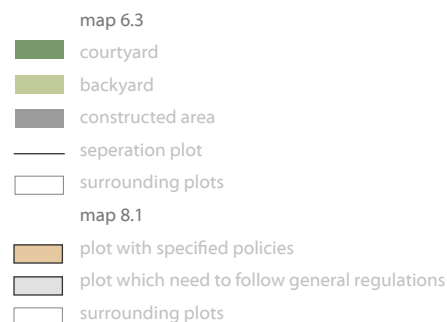 map 6.3
courtyard
backyard
constructed area
seperation plot
surrounding plots
map 8.1
plot with specified policies
plot which need to follow general regulations
surrounding plots